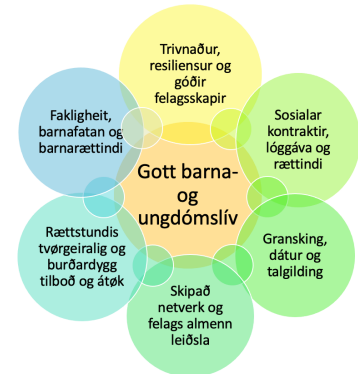 Trivnaður,
resiliensur og
góðir
felagsskapir
Sosialar
kontraktir,
lóggáva og
rættindi
Gransking,
dátur og
talgilding
Skipað
netverk og
felags almenn
leiðsla
Rættstundis
tvørgeiralig og
burðardygg
tilboð og átøk
Fakligheit,
barnafatan og
barnarættindi
Gott barna-
og
ungdómslív